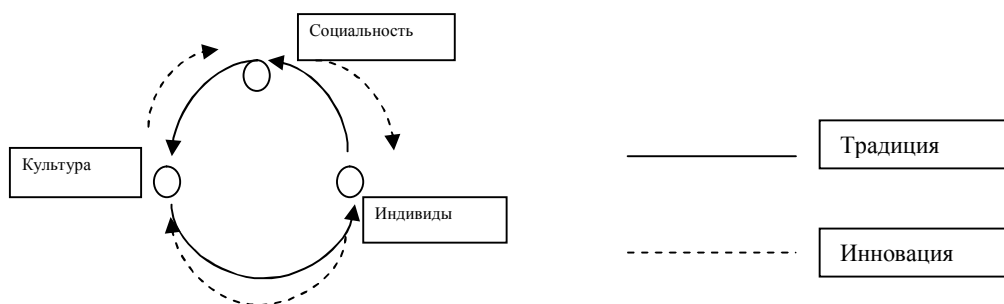 Социальность
Культура
Традиция
Индивиды
Инновация